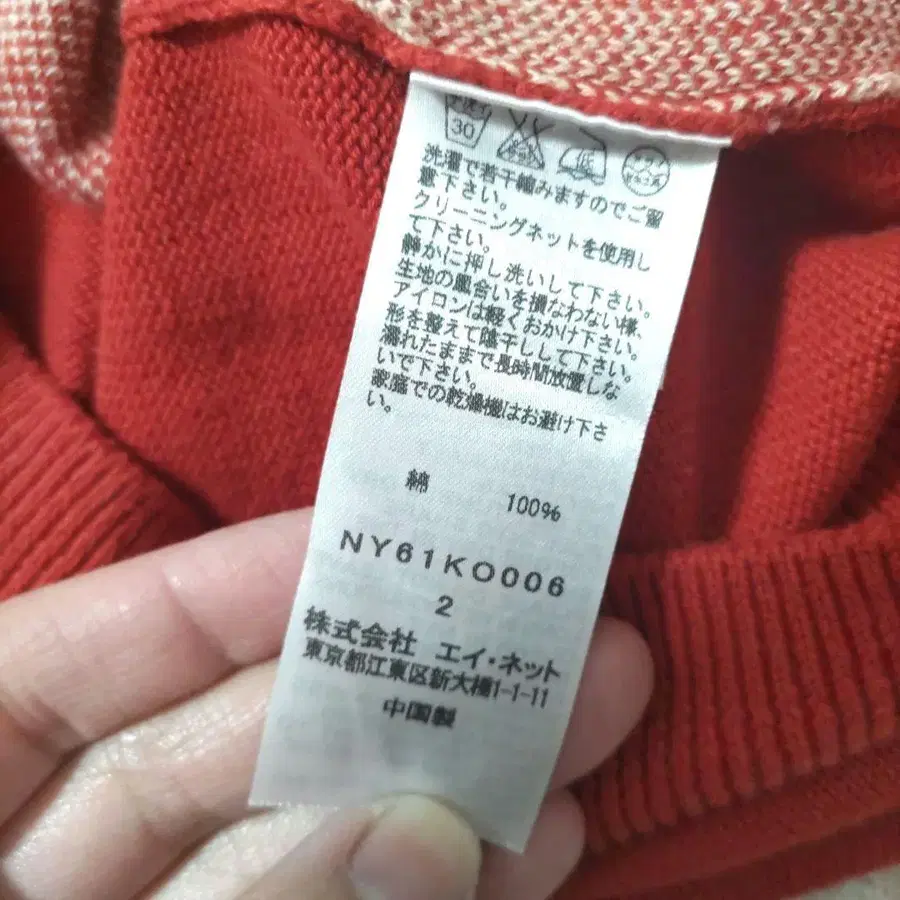 30
低
洗濯で若干縮みますのでご留
意下さい。
クリーニングネットを使用し
て下さい。
静かに押し洗いして下さい。
生地の風合いを損なわない様、
アイロンは軽くおかけ下さい。
形を整えて陰干しして下さい。
濡れたままで長時間放置しな
いで下さい。
家庭での乾燥機はお避け下さ
い。
綿 100%
NY61KO006
2
株式会社 エイ・ネット
東京都江東区新大橋1-1-11
中国製